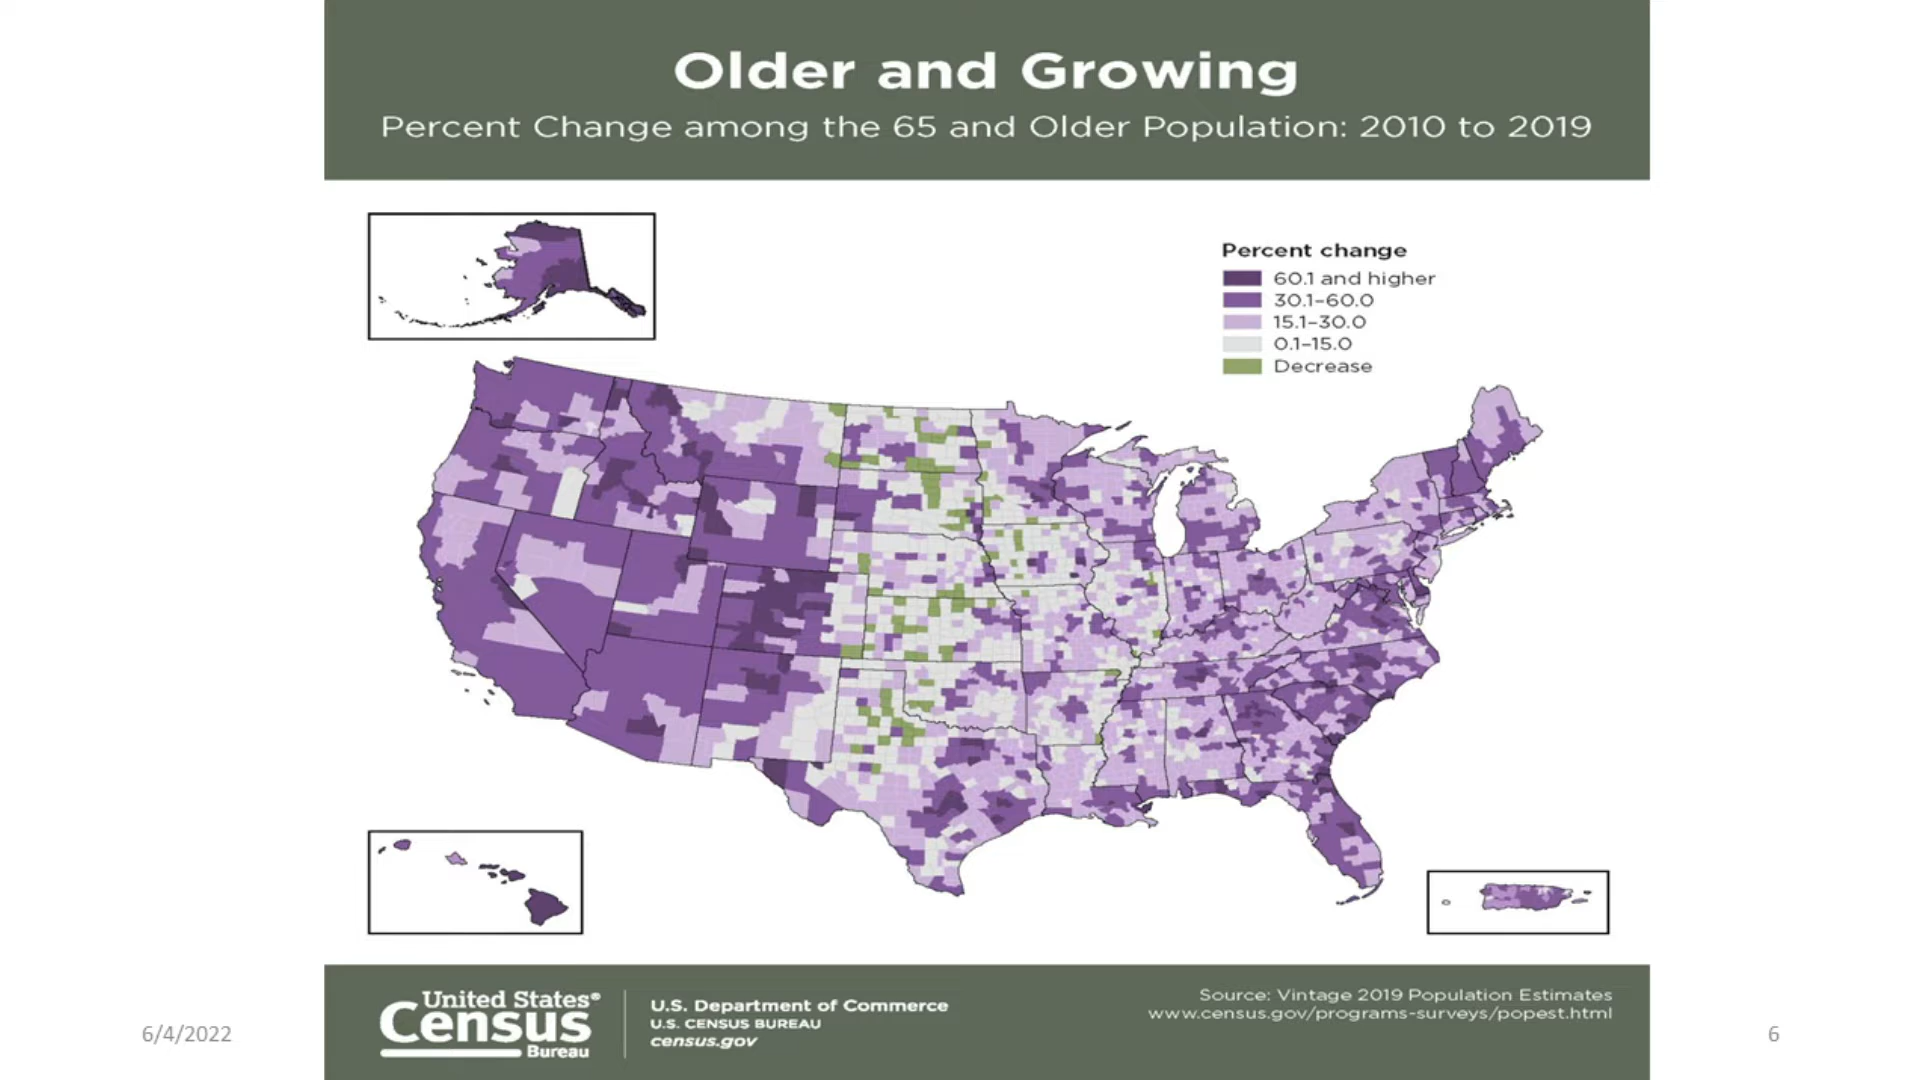 Older and Growing
Percent Change among the 65 and Older Population: 2010 to 2019
Percent change
60.1 and higher
30.1–60.0
15.1–30.0
0.1–15.0
Decrease
United States®
Census
Bureau
U.S. Department of Commerce
U.S. CENSUS BUREAU
census.gov
Source: Vintage 2019 Population Estimates
www.census.gov/programs-surveys/popest.html
6/4/2022
6